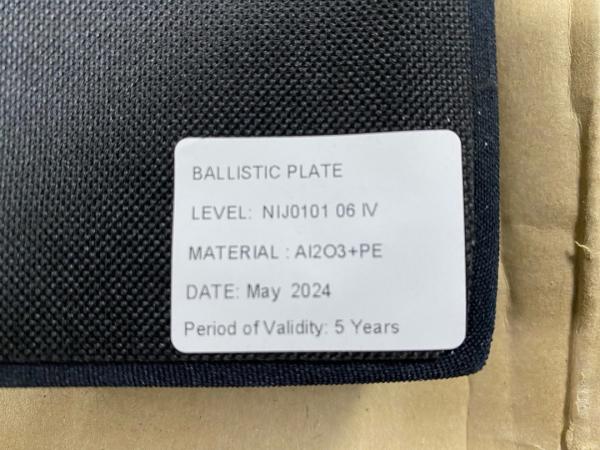 BALLISTIC PLATE
LEVEL: NIJ0101 06 IV
MATERIAL : Al2O3+PE
DATE: May 2024
Period of Validity: 5 Years